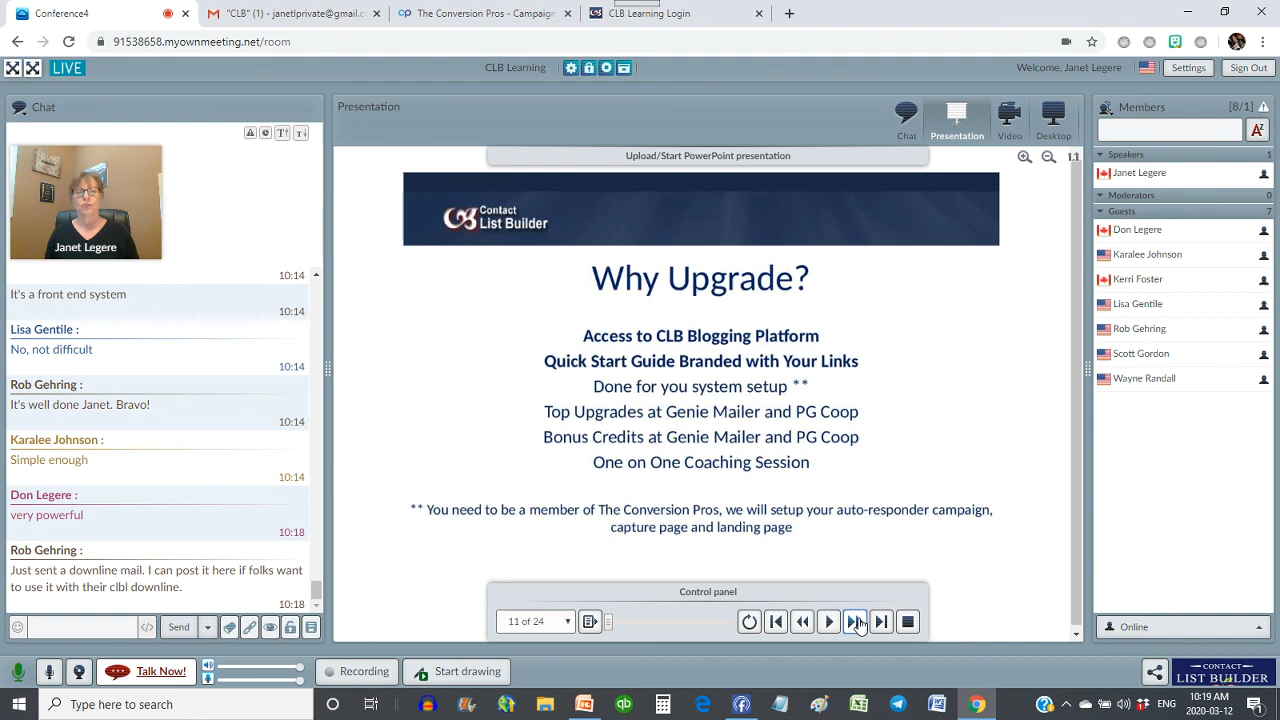 Conference4
"CLB" (1) - janetlprivate@gmail.c
The Conversion Pros - Campaign
CLB Learning Login
91538658.myownmeeting.net/room
LIVE
CLB Learning
Welcome, Janet Legere
Settings
Sign Out
Chat
Janet Legere
10:14
It's a front end system
10:14
Lisa Gentile :
No, not difficult
10:14
Rob Gehring :
It's well done Janet. Bravo!
10:14
Karalee Johnson :
Simple enough
10:14
Don Legere :
very powerful
10:18
Rob Gehring :
Just sent a downline mail. I can post it here if folks want
to use it with their clbl downline.
10:18
Send
Talk Now!
Recording
Start drawing
Presentation
Chat
Presentation
Video
Desktop
Upload/Start PowerPoint presentation
1:1
Contact
List Builder
Why Upgrade?
Access to CLB Blogging Platform
Quick Start Guide Branded with Your Links
Done for you system setup **
Top Upgrades at Genie Mailer and PG Coop
Bonus Credits at Genie Mailer and PG Coop
One on One Coaching Session
** You need to be a member of The Conversion Pros, we will setup your auto-responder campaign,
capture page and landing page
Control panel
11 of 24
Members
[8/1]
Speakers 1
Janet Legere
Moderators 0
Guests 7
Don Legere
Karalee Johnson
Kerri Foster
Lisa Gentile
Rob Gehring
Scott Gordon
Wayne Randall
Online
CONTACT
LIST BUILDER
Type here to search
ENG
10:19 AM
2020-03-12